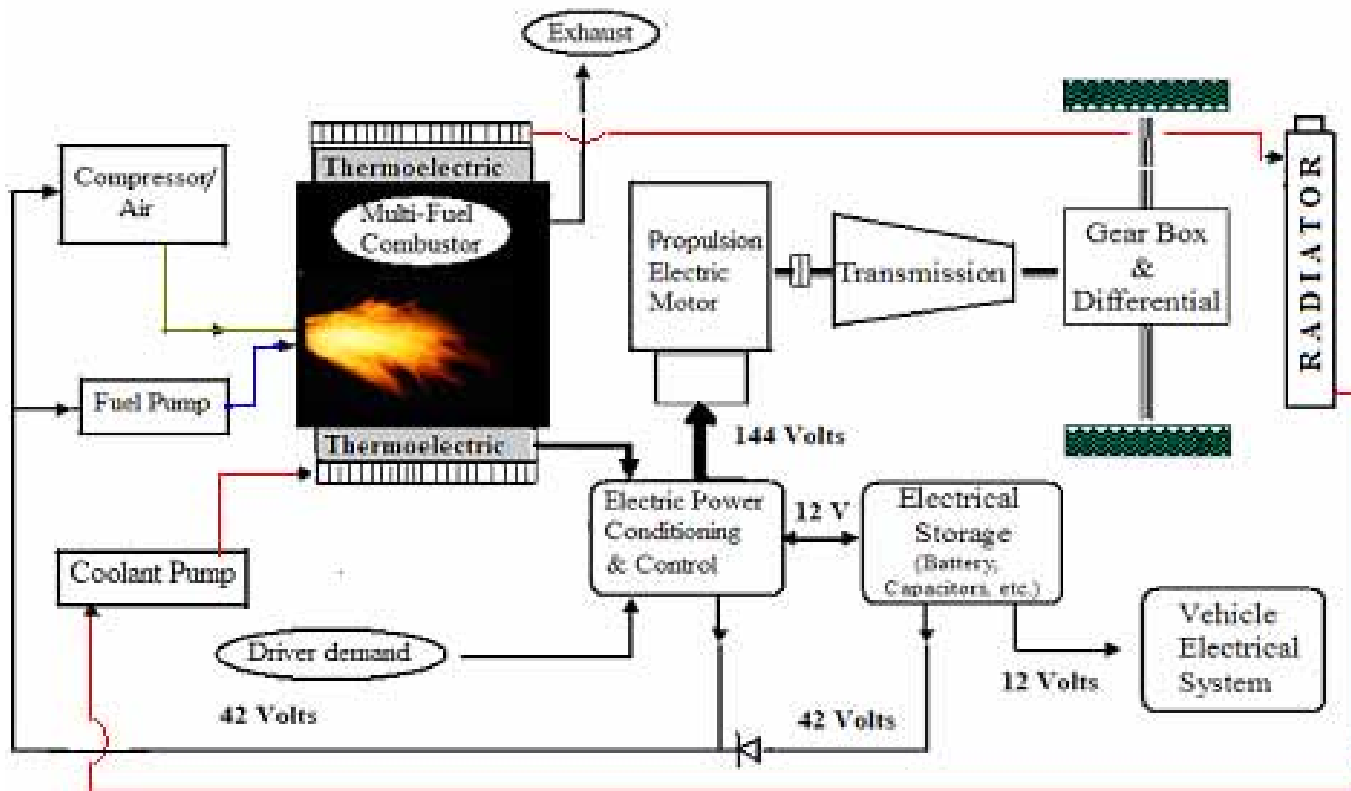 Exhaust
Compressor/
Air
Thermoelectric
Multi-Fuel
Combustor
Propulsion
Electric
Motor
Transmission
Gear Box
&
Differential
RADIATOR
Fuel Pump
Thermoelectric
144 Volts
Electric Power
Conditioning
& Control
12 V
Electrical
Storage
(Battery,
Capacitors, etc.)
Coolant Pump
Driver demand
Vehicle
Electrical
System
12 Volts
42 Volts
42 Volts